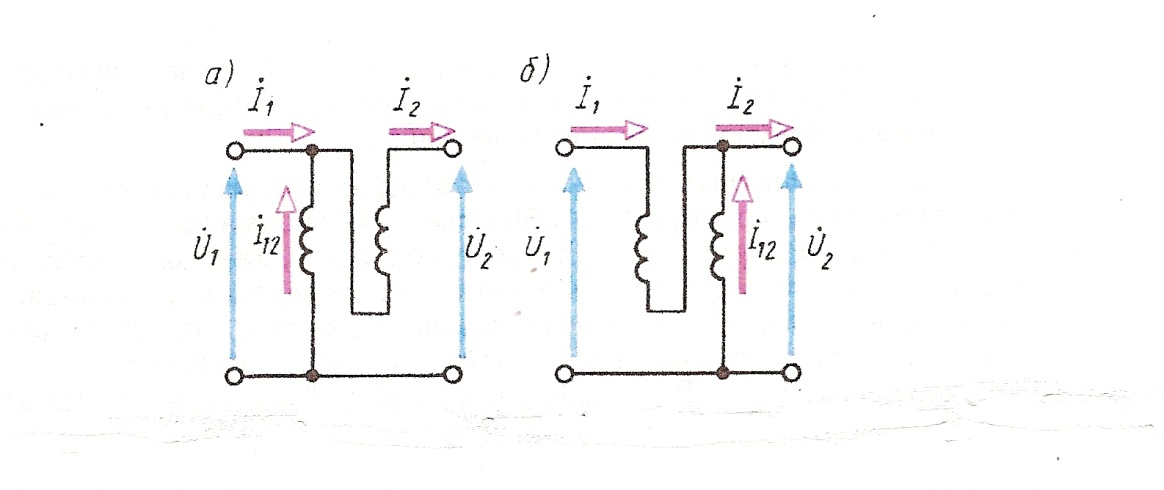 а) б)
İ₁ İ₂ İ₁ İ₂
U̇₁ İ₁₂ U̇₂ U̇₁ İ₁₂ U̇₂